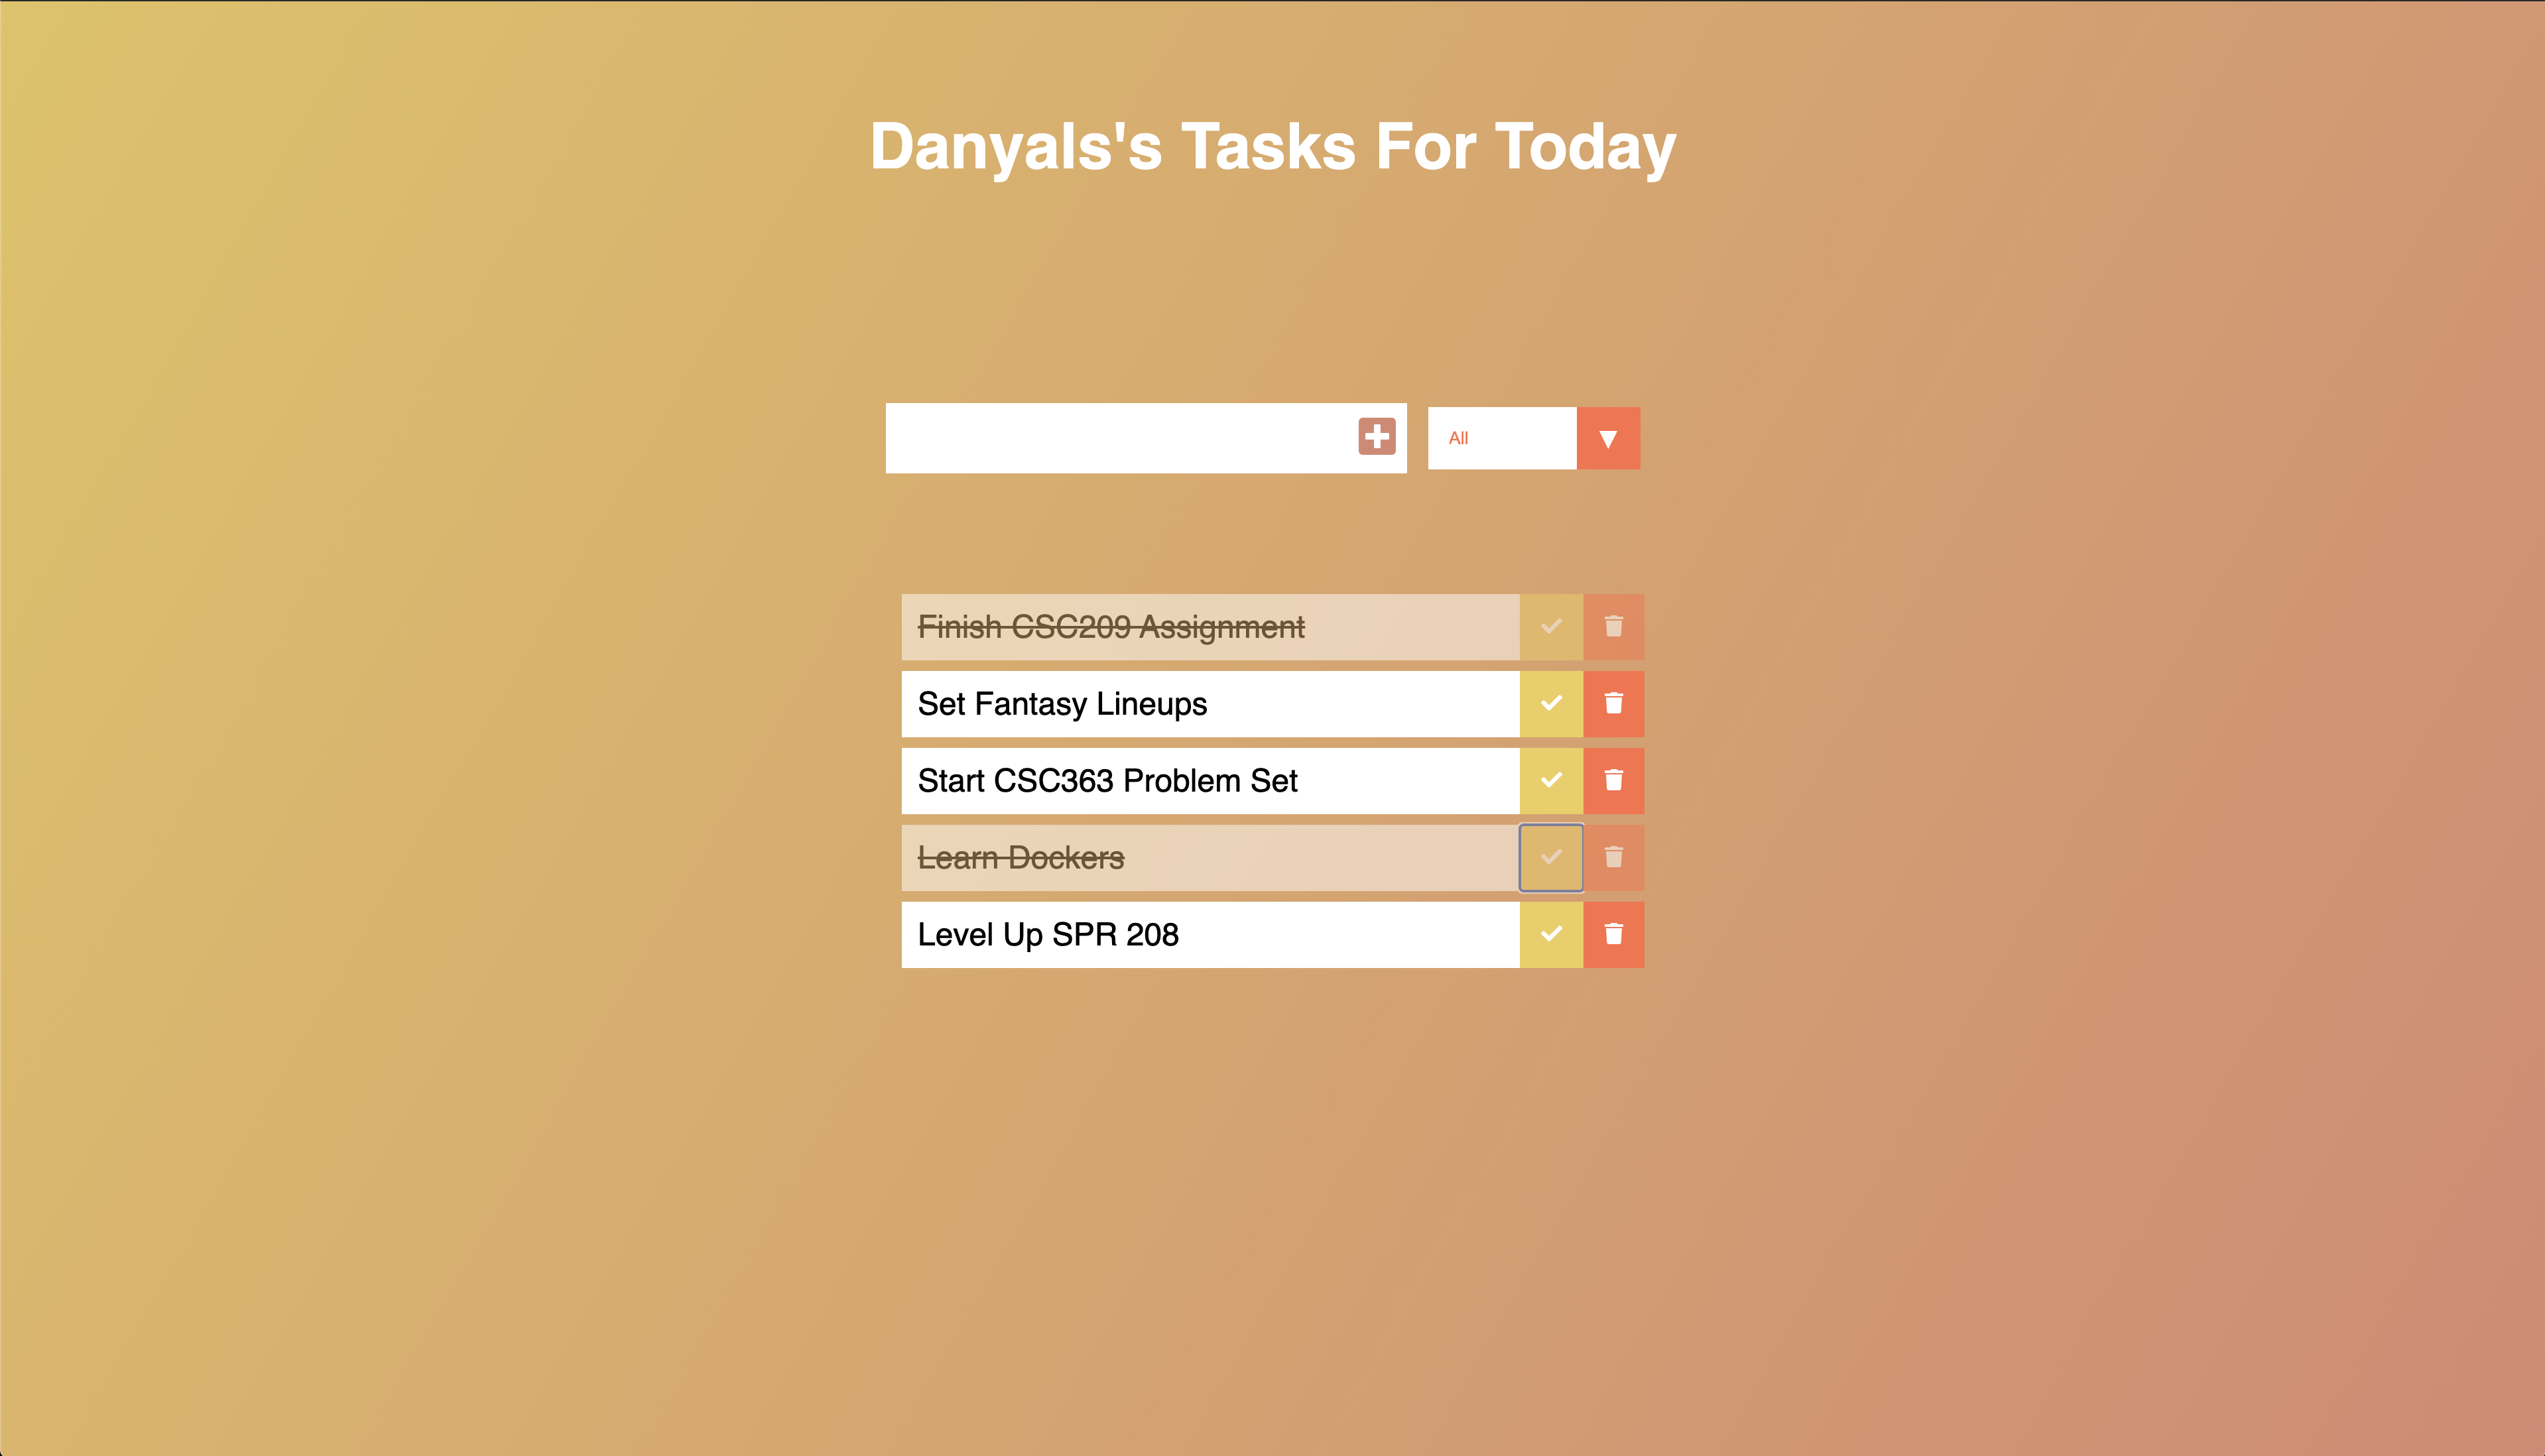 Danyals's Tasks For Today
All
Finish CSC209 Assignment
Set Fantasy Lineups
Start CSC363 Problem Set
Learn Dockers
Level Up SPR 208